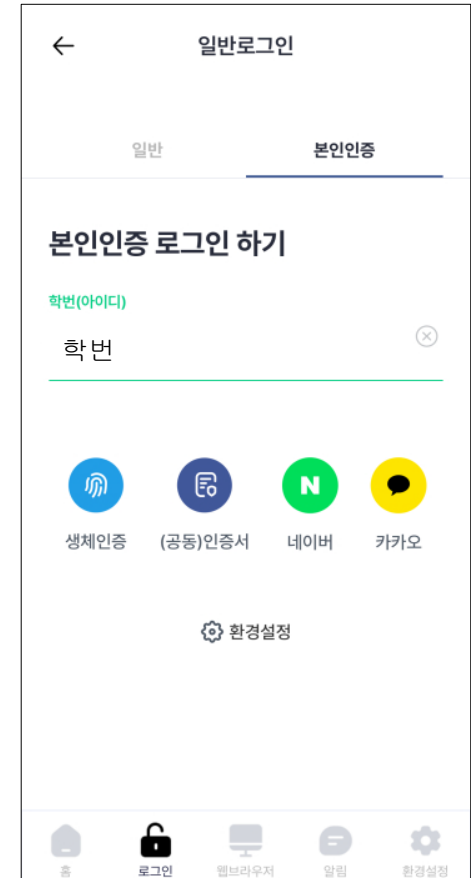 일반로그인
일반 본인인증
본인인증 로그인 하기
학번(아이디)
학번
N
생체인증 (공동)인증서 네이버 카카오
환경설정
홈 로그인 웹브라우저 알림 환경설정